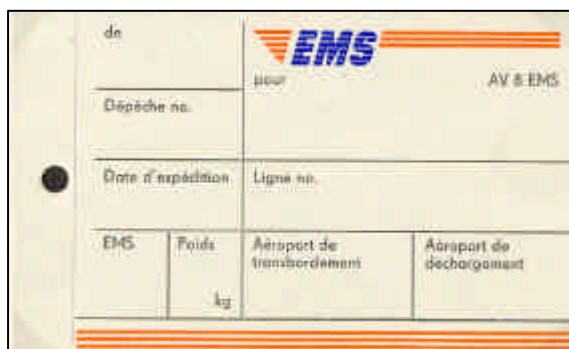 de
EMS
pour
AV 8 EMS
Dépêche no.
Date d'expédition
Ligne no.
EMS
Poids
kg
Aéroport de
transbordement
Aéroport de
déchargement